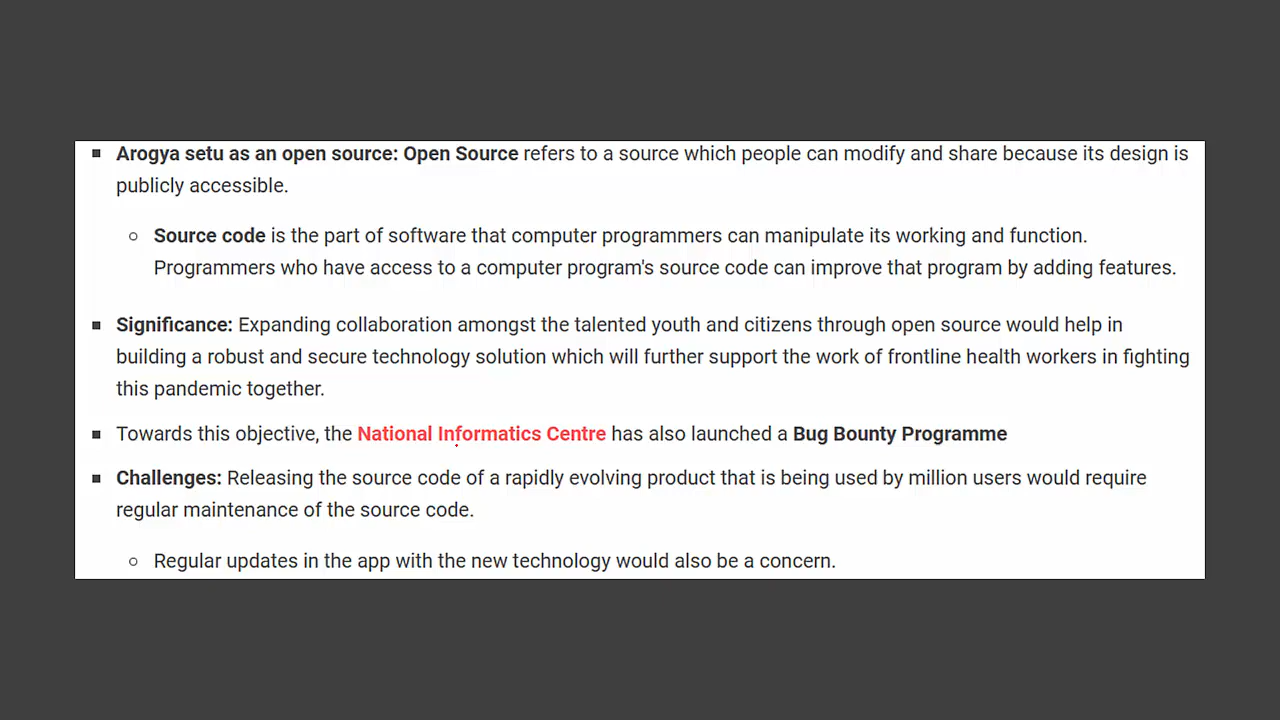 Arogya setu as an open source: Open Source refers to a source which people can modify and share because its design is
publicly accessible.
Source code is the part of software that computer programmers can manipulate its working and function.
Programmers who have access to a computer program's source code can improve that program by adding features.
Significance: Expanding collaboration amongst the talented youth and citizens through open source would help in
building a robust and secure technology solution which will further support the work of frontline health workers in fighting
this pandemic together.
Towards this objective, the National Informatics Centre has also launched a Bug Bounty Programme
Challenges: Releasing the source code of a rapidly evolving product that is being used by million users would require
regular maintenance of the source code.
Regular updates in the app with the new technology would also be a concern.